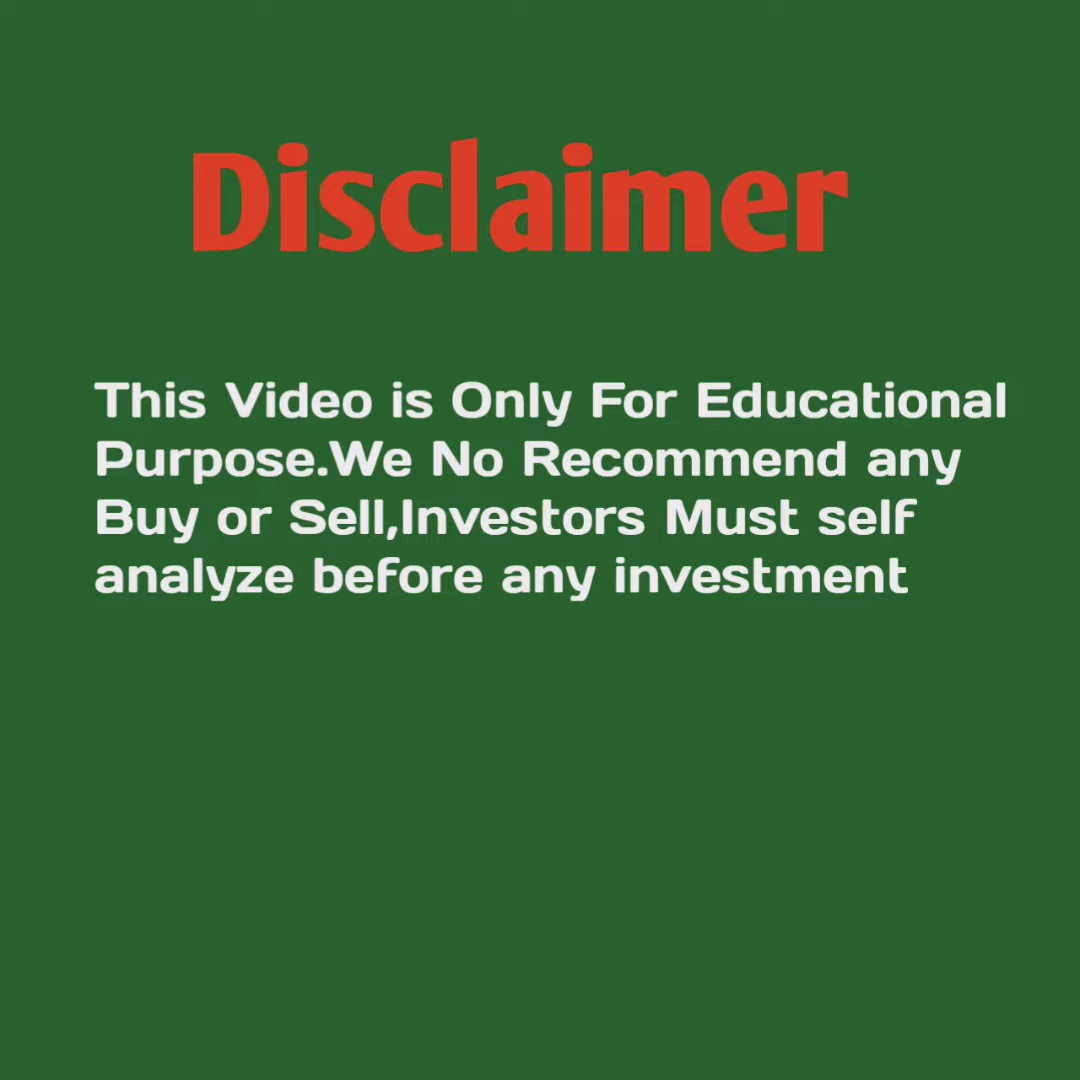 Disclaimer
This Video is Only For Educational
Purpose.We No Recommend any
Buy or Sell,Investors Must self
analyze before any investment